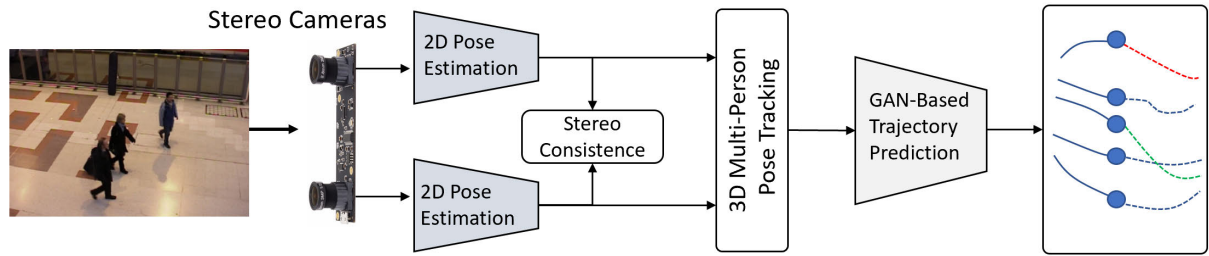 Stereo Cameras
2D Pose
Estimation
Stereo
Consistence
2D Pose
Estimation
3D Multi-Person
Pose Tracking
GAN-Based
Trajectory
Prediction